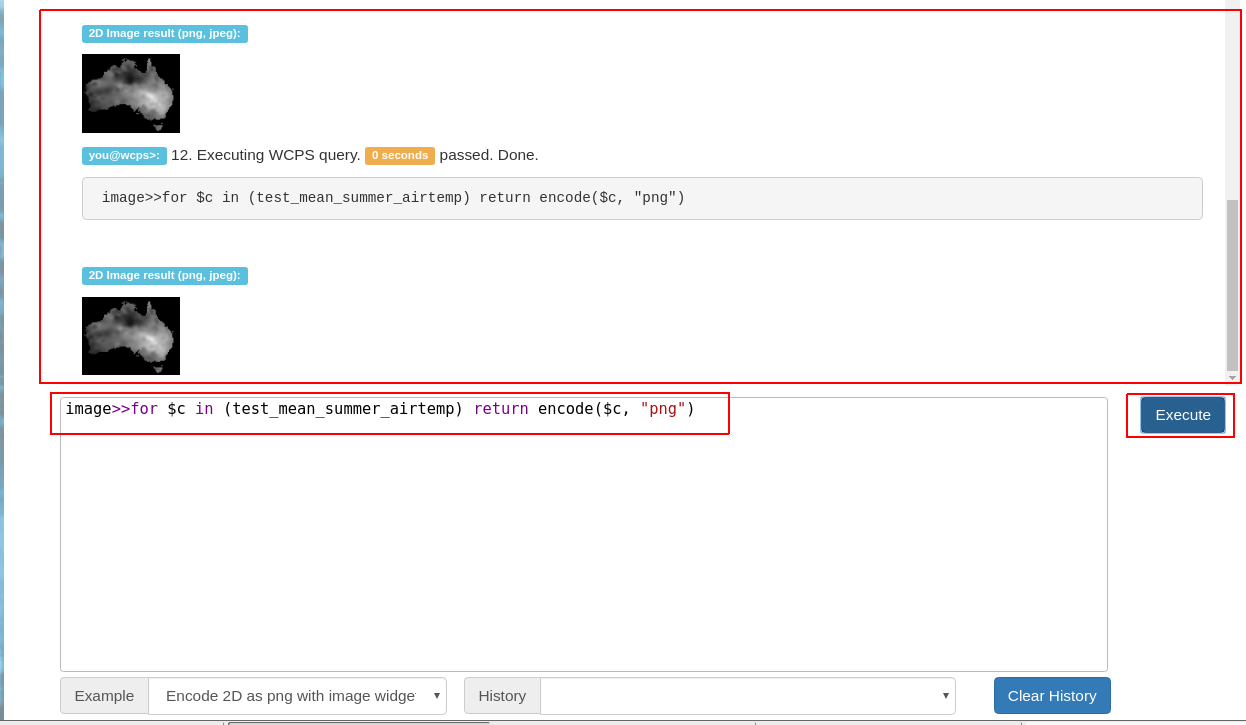 2D Image result (png, jpeg):
you@wcps>: 12. Executing WCPS query. 0 seconds passed. Done.
image>>for $c in (test_mean_summer_airtemp) return encode($c, "png")
2D Image result (png, jpeg):
image>>for $c in (test_mean_summer_airtemp) return encode($c, "png")
Execute
Example Encode 2D as png with image widge
History
Clear History